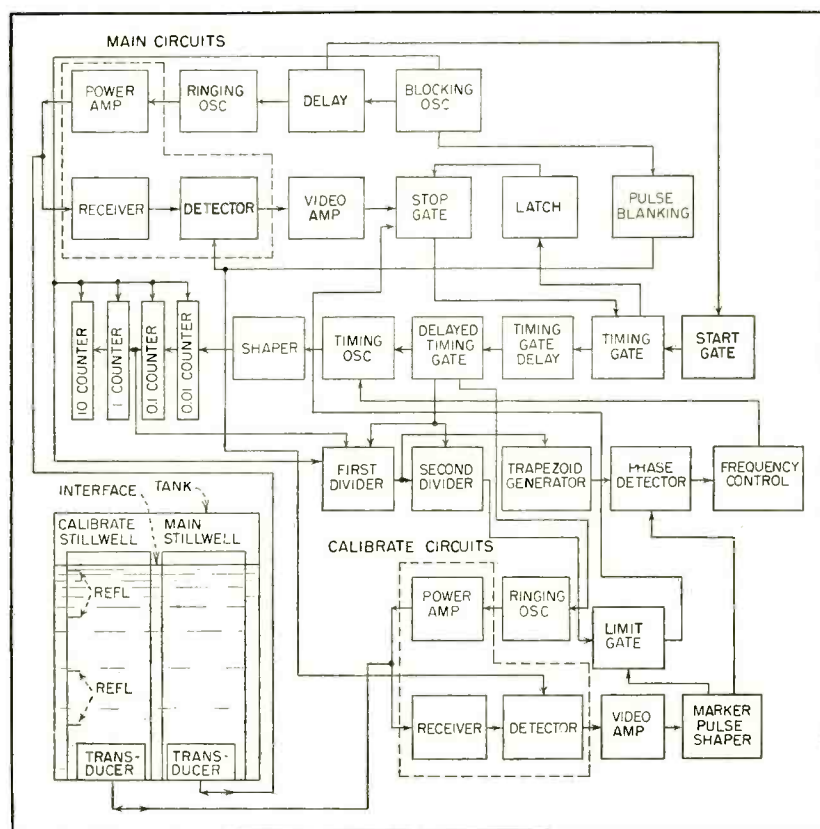 MAIN CIRCUITS
POWER
AMP
RINGING
OSC
DELAY
BLOCKING
OSC
RECEIVER
DETECTOR
VIDEO
AMP
STOP
GATE
LATCH
PULSE
BLANKING
10 COUNTER
1 COUNTER
0.1 COUNTER
0.01 COUNTER
SHAPER
TIMING
OSC
DELAYED
TIMING
GATE
TIMING
GATE
DELAY
TIMING
GATE
START
GATE
FIRST
DIVIDER
SECOND
DIVIDER
TRAPEZOID
GENERATOR
PHASE
DETECTOR
FREQUENCY
CONTROL
INTERFACE
TANK
CALIBRATE
STILLWELL
MAIN
STILLWELL
REFL
REFL
TRANS-
DUCER
TRANS-
DUCER
CALIBRATE CIRCUITS
POWER
AMP
RINGING
OSC
LIMIT
GATE
RECEIVER
DETECTOR
VIDEO
AMP
MARKER
PULSE
SHAPER